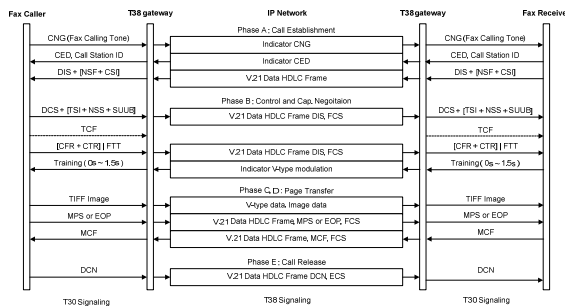 Fax Caller T38 gateway IP Network T38 gateway Fax Receive
Phase A: Call Establishment
CNG (Fax Calling Tone) Indicator CNG CNG (Fax Calling Tone)
CED, Call Station ID Indicator CED CED, Call Station ID
DIS + [NSF + CSI] V.21 Data HDLC Frame DIS + [NSF + CSI]
Phase B: Control and Cap. Negoitaion
DCS + [TSI + NSS + SUUB] V.21 Data HDLC Frame DIS, FCS DCS + [TSI + NSS + SUUB]
TCF TCF
[CFR + CTR] | FTT V.21 Data HDLC Frame DIS, FCS [CFR + CTR] | FTT
Training ( 0s ~ 1.5s ) Indicator V-type modulation Training ( 0s ~ 1.5s )
Phase C, D: Page Transfer
TIFF Image V-type data, Image data TIFF Image
MPS or EOP V-21 Data HDLC Frame, MPS or EOP, FCS MPS or EOP
MCF V.21 Data HDLC Frame, MCF, FCS MCF
Phase E: Call Release
DCN V.21 Data HDLC Frame DCN, ECS DCN
T30 Signaling T38 Signaling T30 Signaling